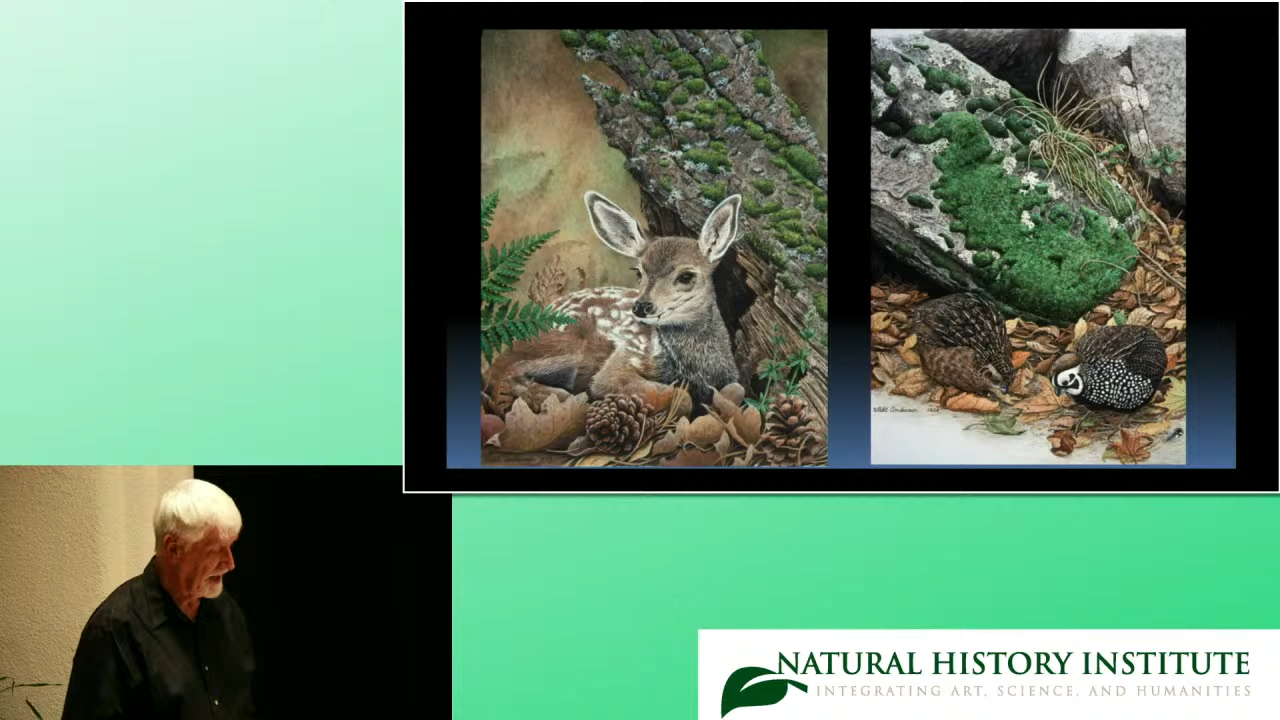 NATURAL HISTORY INSTITUTE
INTEGRATING ART, SCIENCE, AND HUMANITIES